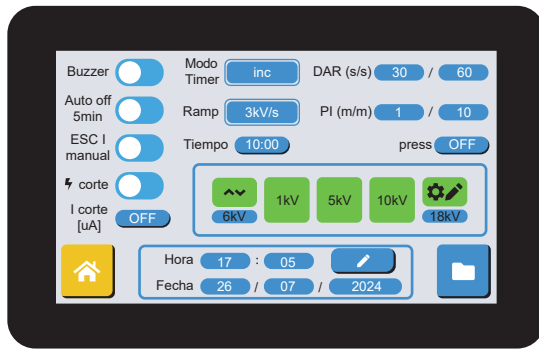 Buzzer
Modo Timer inc
DAR (s/s) 30 / 60
Auto off 5min
Ramp 3kV/s
PI (m/m) 1 / 10
ESC I manual
Tiempo 10:00
press OFF
corte
I corte [uA] OFF
6kV
1kV
5kV
10kV
18kV
Hora 17 : 05
Fecha 26 / 07 / 2024